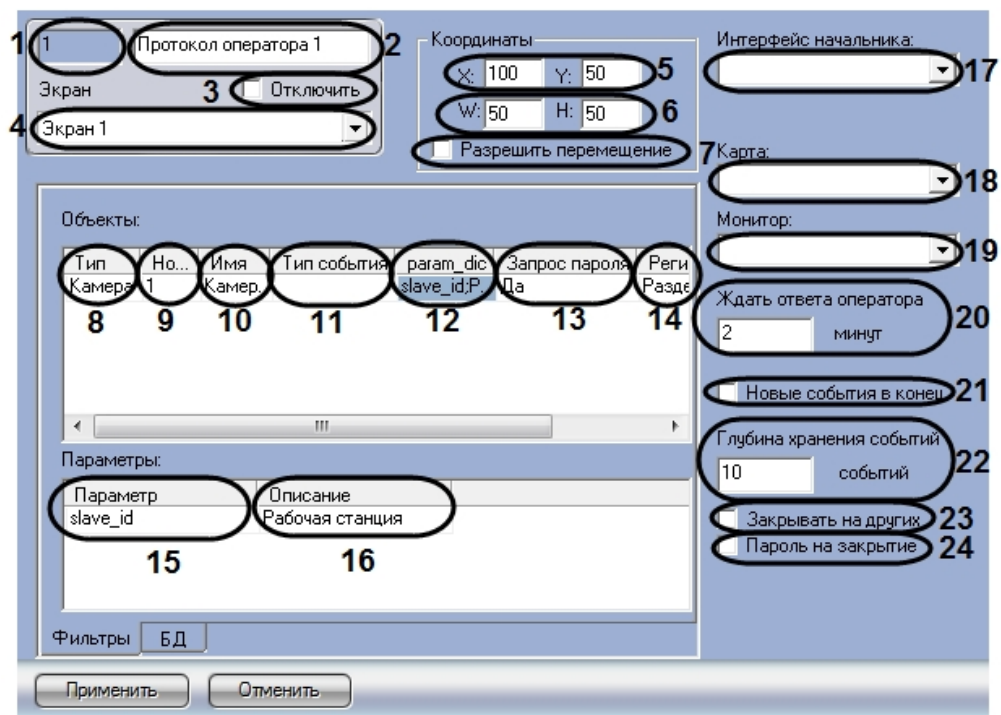 1 1 Протокол оператора 1 2
Экран 3 Отключить
4 Экран 1
Координаты
X: 100 Y: 50 5
W: 50 H: 50 6
Разрешить перемещение 7
Интерфейс начальника:
17
Карта:
18
Монитор:
19
Ждать ответа оператора
2 минут 20
Новые события в конец 21
Глубина хранения событий
10 событий 22
Закрывать на других 23
Пароль на закрытие 24
Объекты:
Тип Но... Имя Тип события param_dic Запрос пароля Реги
Камера 1 Камер. slave_id;P. Да Разде
8 9 10 11 12 13 14
Параметры:
Параметр Описание
slave_id Рабочая станция
15 16
Фильтры БД
Применить Отменить